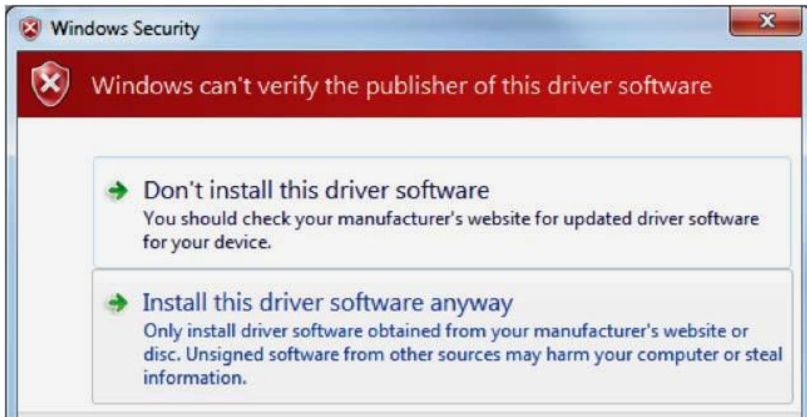 Windows Security
Windows can't verify the publisher of this driver software
Don't install this driver software
You should check your manufacturer's website for updated driver software
for your device.
Install this driver software anyway
Only install driver software obtained from your manufacturer's website or
disc. Unsigned software from other sources may harm your computer or steal
information.